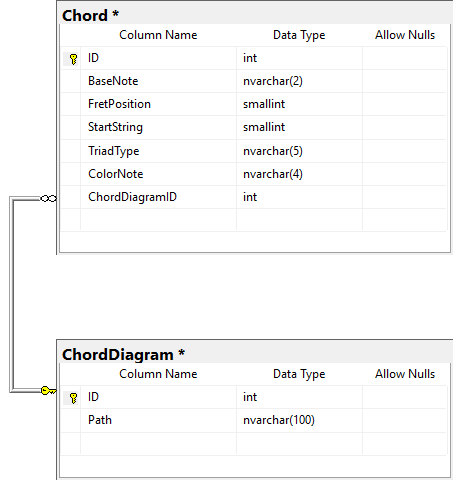 Chord *
Column Name Data Type Allow Nulls
ID int
BaseNote nvarchar(2)
FretPosition smallint
StartString smallint
TriadType nvarchar(5)
ColorNote nvarchar(4)
ChordDiagramID int
ChordDiagram *
Column Name Data Type Allow Nulls
ID int
Path nvarchar(100)